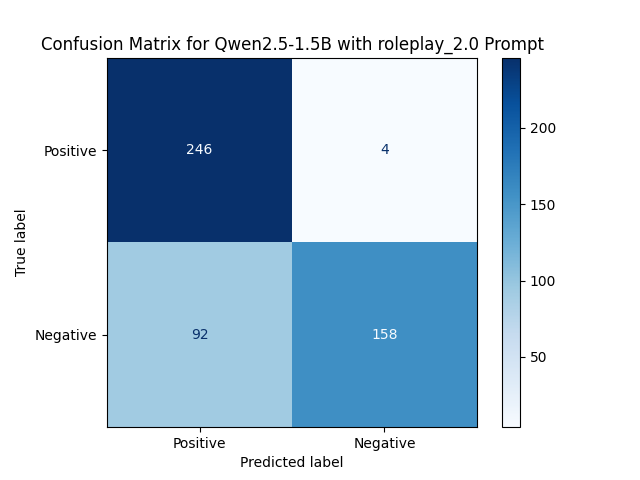 Confusion Matrix for Qwen2.5-1.5B with roleplay_2.0 Prompt
True label
Positive
Negative
246
4
92
158
Positive
Negative
Predicted label
200
150
100
50